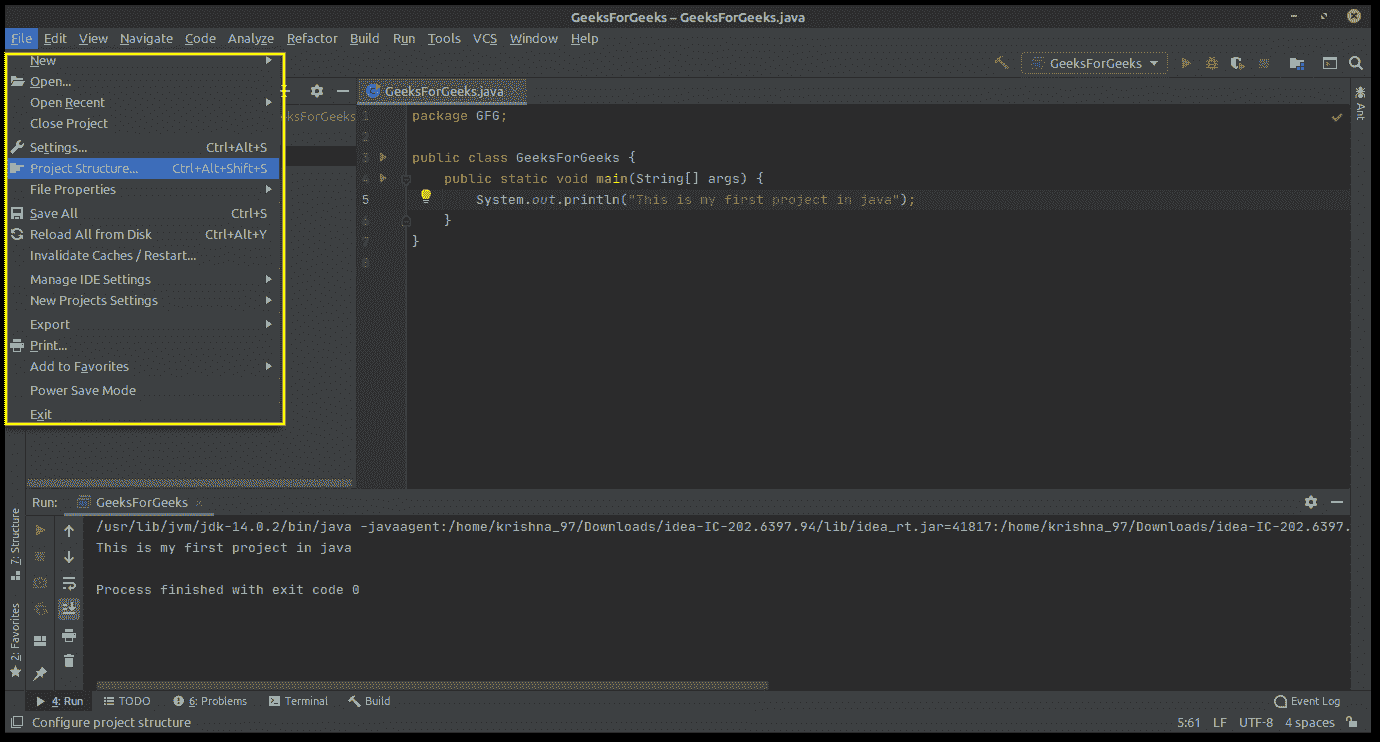 GeeksForGeeks – GeeksForGeeks.java
File Edit View Navigate Code Analyze Refactor Build Run Tools VCS Window Help
GeeksForGeeks
New
Open...
Open Recent
Close Project
Settings... Ctrl+Alt+S
Project Structure... Ctrl+Alt+Shift+S
File Properties
Save All Ctrl+S
Reload All from Disk Ctrl+Alt+Y
Invalidate Caches / Restart...
Manage IDE Settings
New Projects Settings
Export
Print...
Add to Favorites
Power Save Mode
Exit
ksForGeeks
GeeksForGeeks.java
1 package GFG;
2
3 public class GeeksForGeeks {
4 public static void main(String[] args) {
5 System.out.println("This is my first project in java");
6 }
7 }
8
Ant
7: Structure
2: Favorites
Run: GeeksForGeeks
/usr/lib/jvm/jdk-14.0.2/bin/java -javaagent:/home/krishna_97/Downloads/idea-IC-202.6397.94/lib/idea_rt.jar=41817:/home/krishna_97/Downloads/idea-IC-202.6397.
This is my first project in java
Process finished with exit code 0
4: Run TODO 6: Problems Terminal Build Event Log
Configure project structure 5:61 LF UTF-8 4 spaces